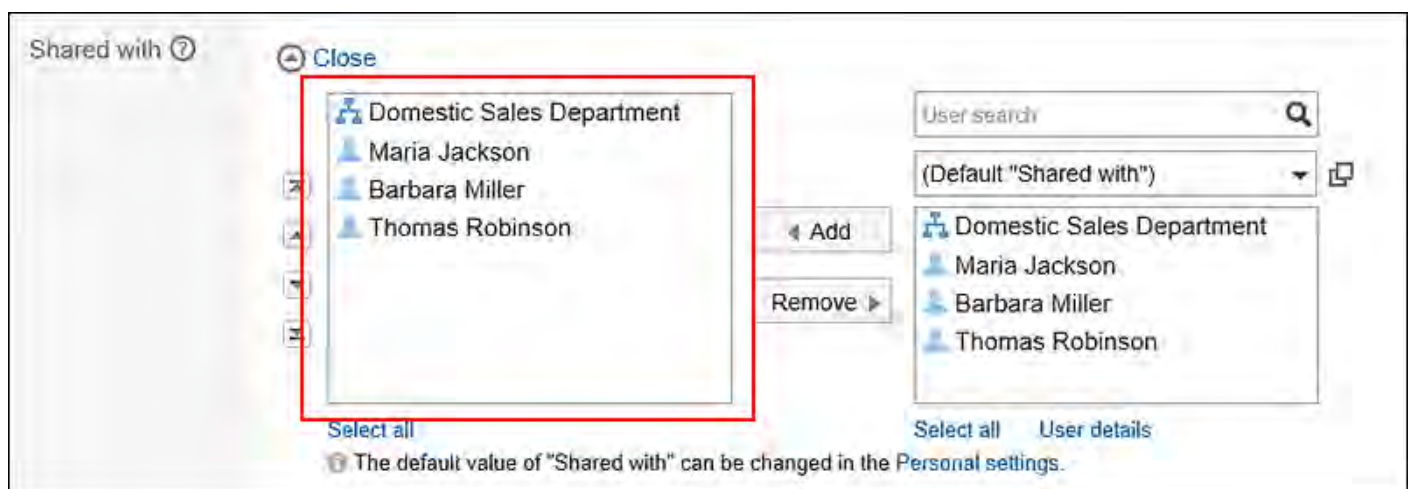 Shared with
Close
Domestic Sales Department
Maria Jackson
Barbara Miller
Thomas Robinson
Select all
Add
Remove
User search
(Default "Shared with")
Domestic Sales Department
Maria Jackson
Barbara Miller
Thomas Robinson
Select all User details
The default value of "Shared with" can be changed in the Personal settings.